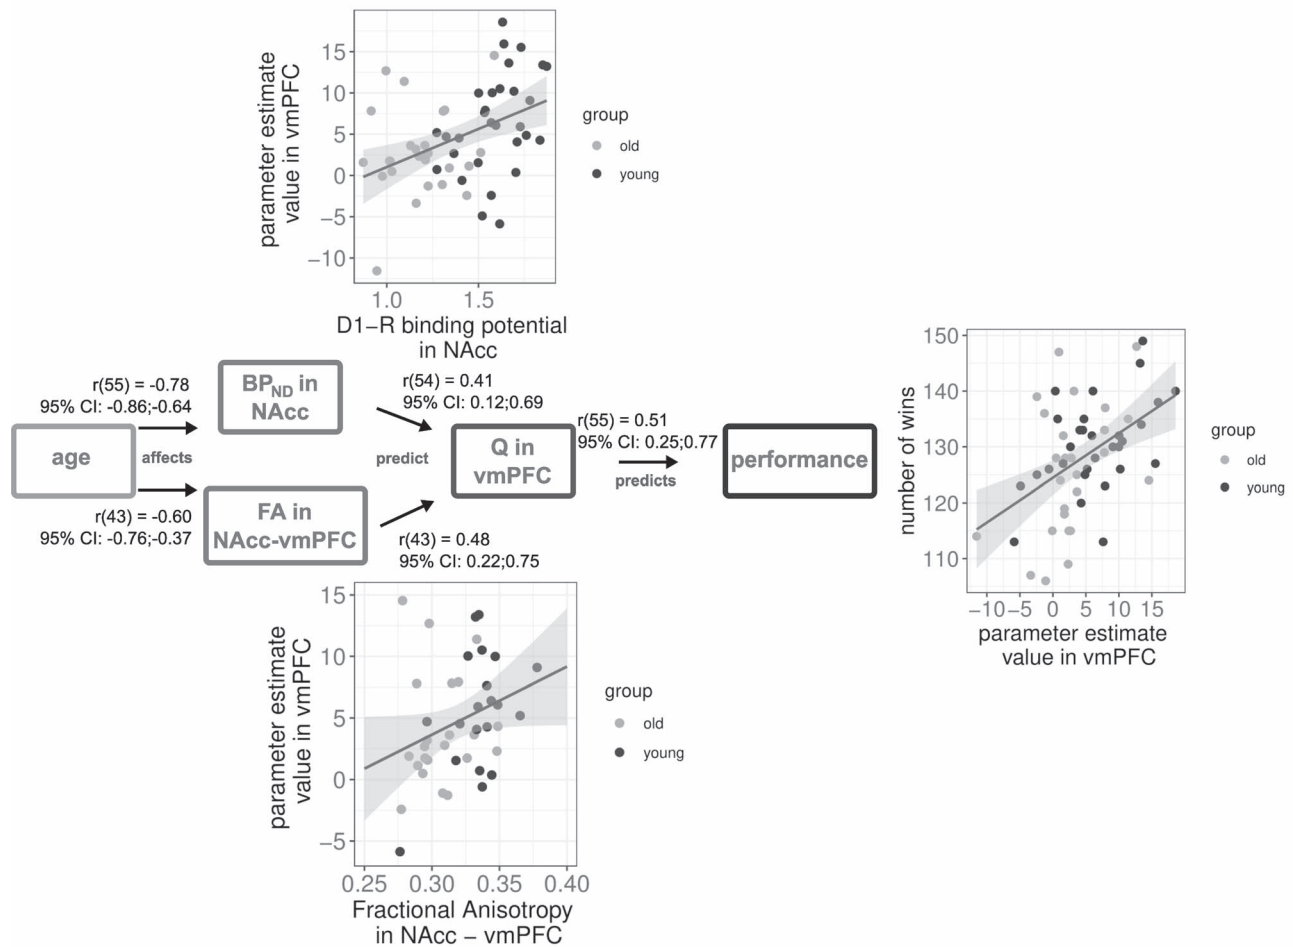 15
10
5
0
−5
−10
parameter estimate
value in vmPFC
1.0 1.5
D1−R binding potential
in NAcc
group
old
young
r(55) = -0.78
95% CI: -0.86;-0.64
BPND in
NAcc
r(54) = 0.41
95% CI: 0.12;0.69
age
affects
predict
Q in
vmPFC
r(55) = 0.51
95% CI: 0.25;0.77
predicts
performance
r(43) = -0.60
95% CI: -0.76;-0.37
FA in
NAcc-vmPFC
r(43) = 0.48
95% CI: 0.22;0.75
15
10
5
0
−5
parameter estimate
value in vmPFC
0.25 0.30 0.35 0.40
Fractional Anisotropy
in NAcc − vmPFC
group
old
young
150
140
130
120
110
number of wins
−10 −5 0 5 10 15
parameter estimate
value in vmPFC
group
old
young